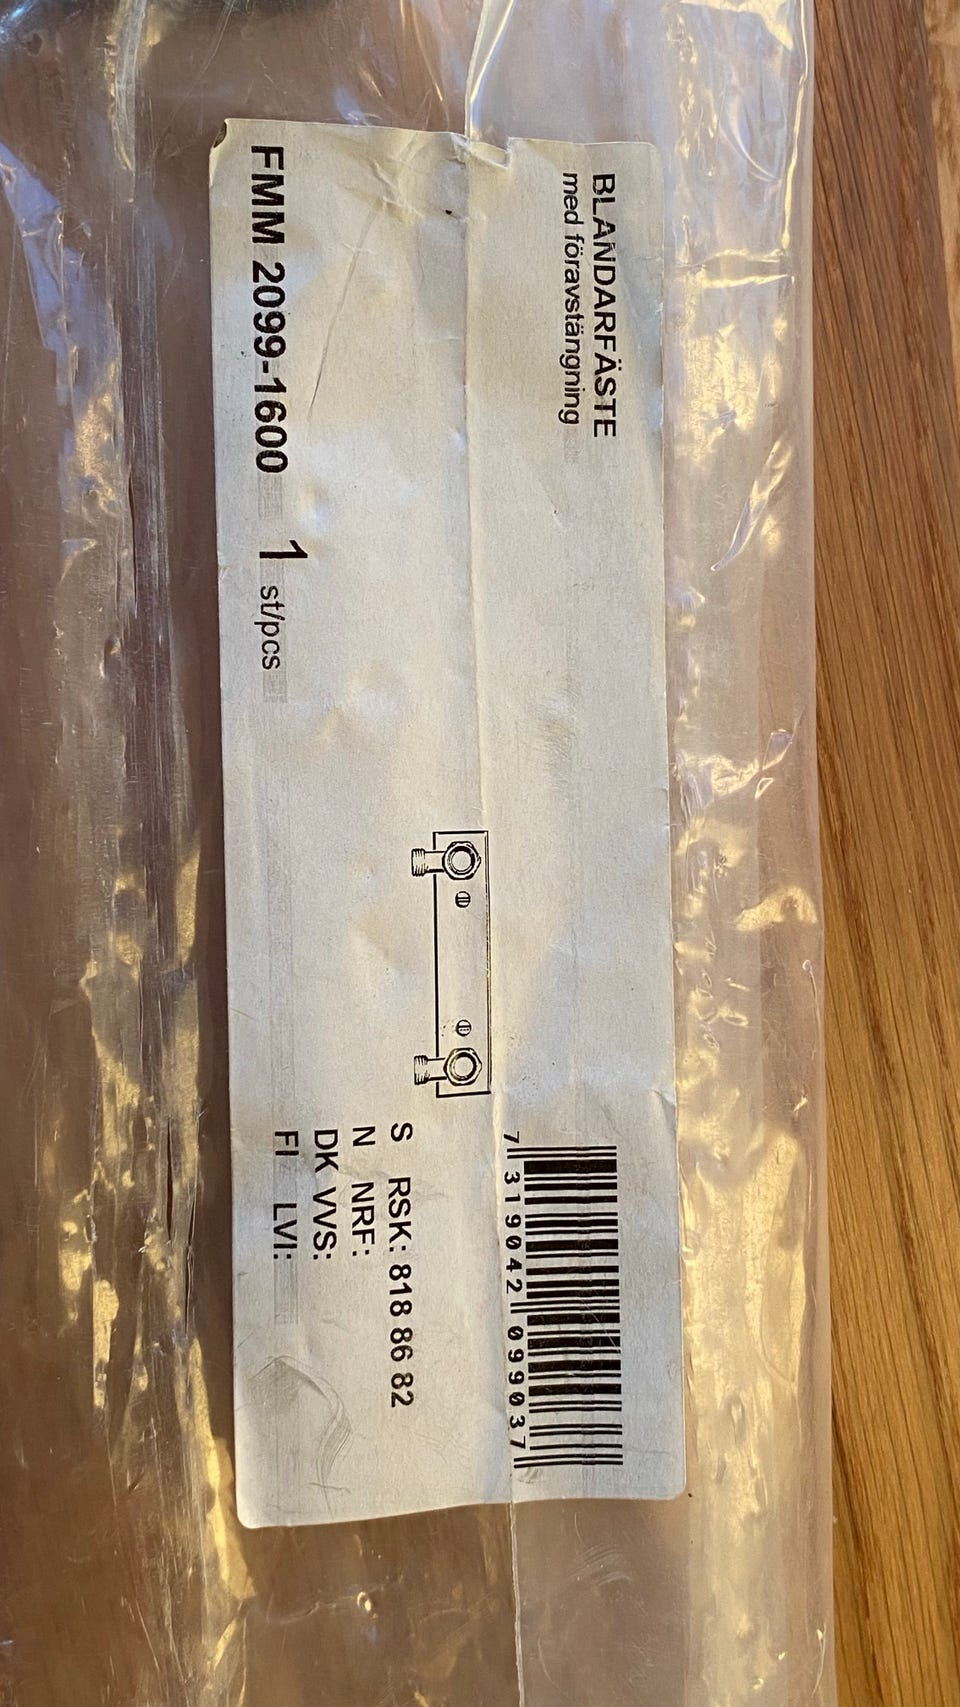 BLANDARFÄSTE
med föravstängning
7 319042 099037
S RSK: 818 86 82
N NRF:
DK VVS:
FI LVI:
FMM 2099-1600 1 st/pcs